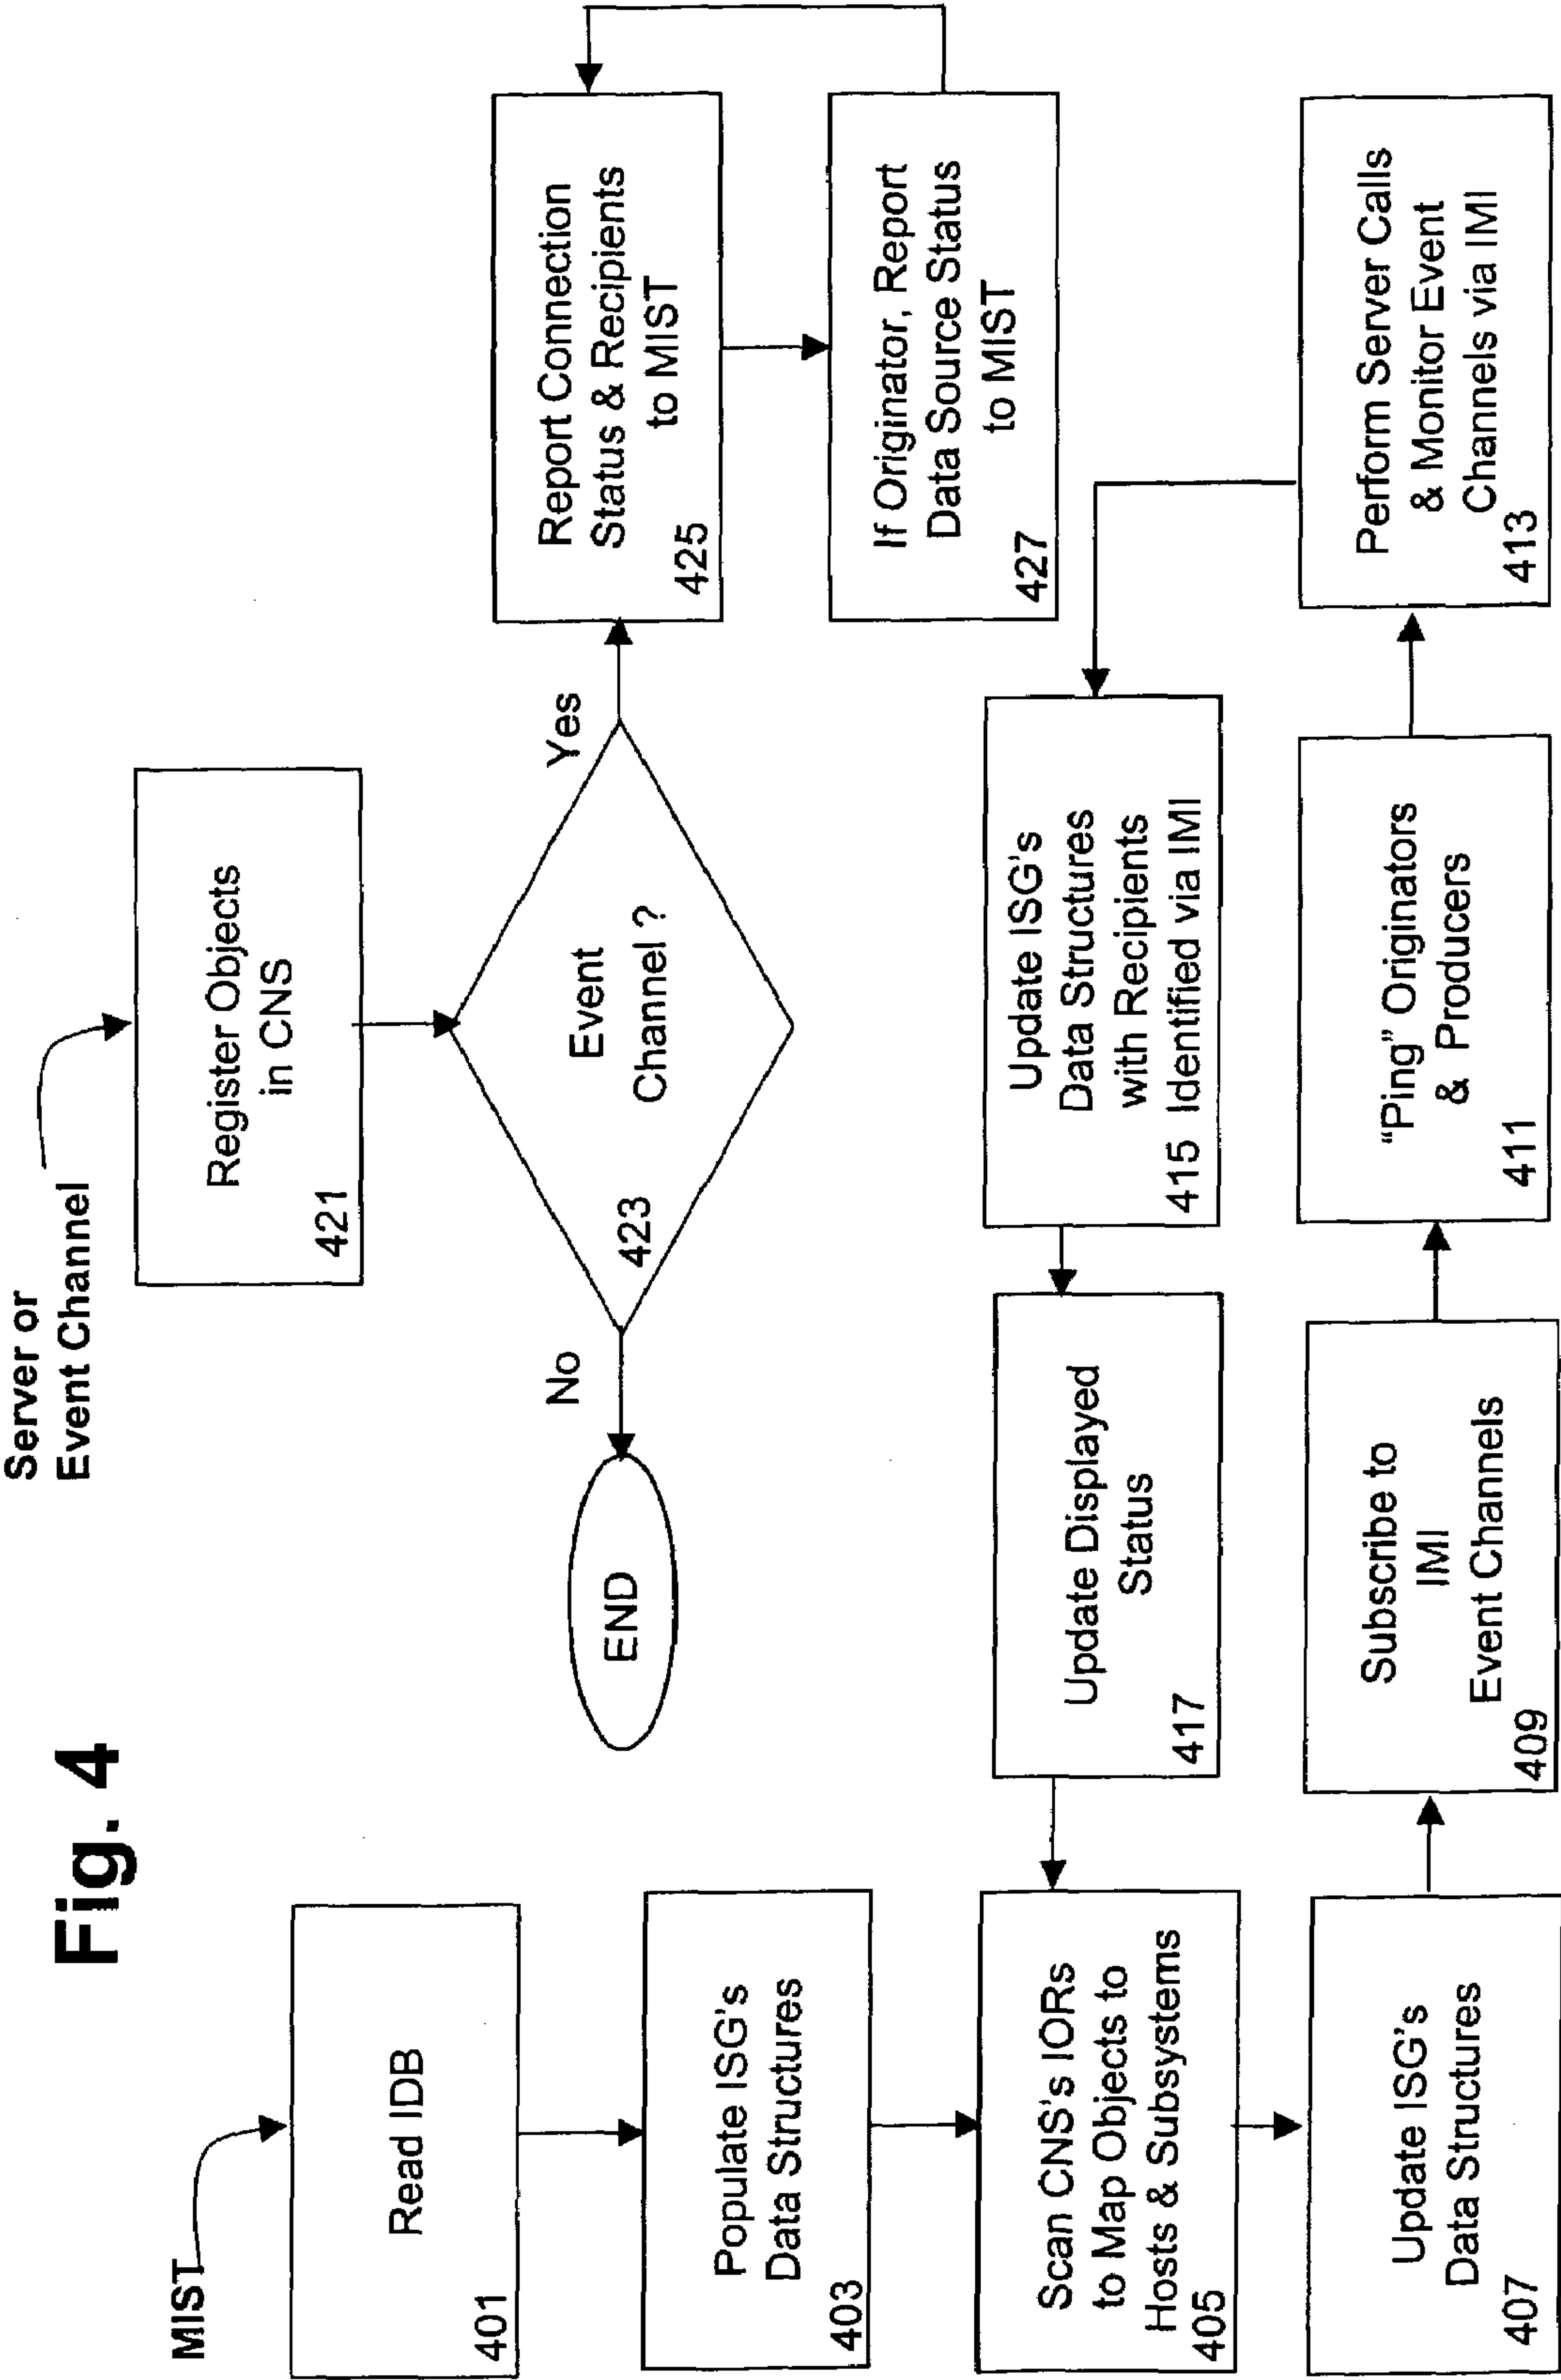 Fig. 4
MIST
Read IDB
401
Populate ISG's
Data Structures
403
Scan CNS's IORs
to Map Objects to
Hosts & Subsystems
405
Update ISG's
Data Structures
407
Subscribe to
IMI
Event Channels
409
"Ping" Originators
& Producers
411
Perform Server Calls
& Monitor Event
Channels via IMI
413
Update ISG's
Data Structures
with Recipients
415 Identified via IMI
Update Displayed
Status
417
Server or
Event Channel
Register Objects
in CNS
421
Event
Channel ?
423
No
END
Yes
Report Connection
Status & Recipients
to MIST
425
If Originator, Report
Data Source Status
to MIST
427